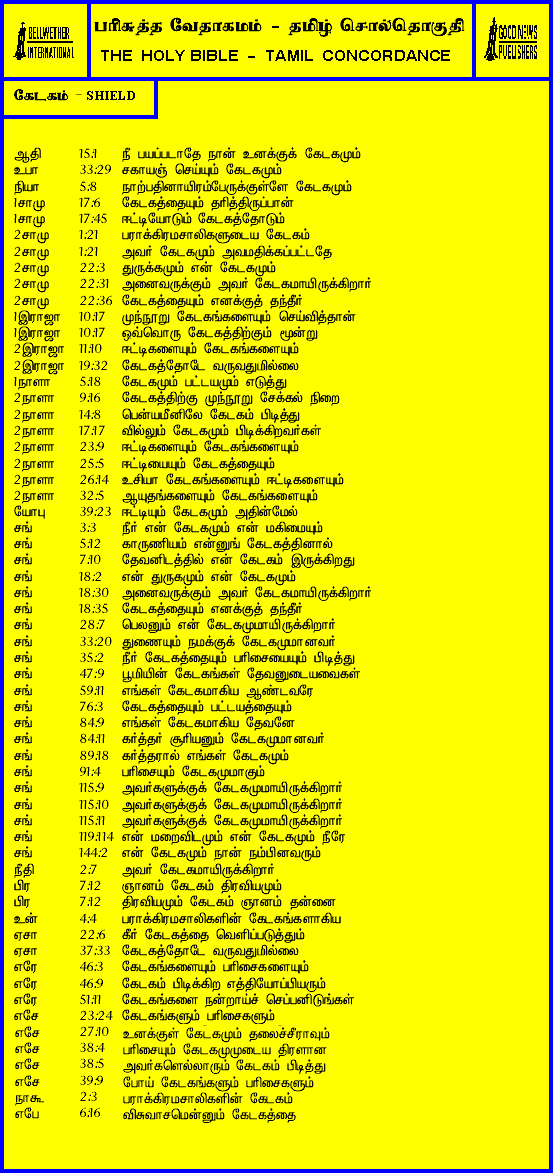 BELLWETHER
INTERNATIONAL
பரிசுத்த வேதாகமம் - தமிழ் சொல்தொகுதி
THE HOLY BIBLE - TAMIL CONCORDANCE
GOOD NEWS
PUBLISHERS
கேடகம் - SHIELD
ஆதி 15:1 நீ பயப்படாதே நான் உனக்குக் கேடகமும்
உபா 33:29 சகாயஞ் செய்யும் கேடகமும்
நியா 5:8 நாற்பதினாயிரம்பேருக்குள்ளே கேடகமும்
1சாமு 17:6 கேடகத்தையும் தரித்திருப்பான்
1சாமு 17:45 ஈட்டியோடும் கேடகத்தோடும்
2சாமு 1:21 பராக்கிரமசாலிகளுடைய கேடகம்
2சாமு 1:21 அவர் கேடகமும் அவமதிக்கப்பட்டதே
2சாமு 22:3 துருக்கமும் என் கேடகமும்
2சாமு 22:31 அனைவருக்கும் அவர் கேடகமாயிருக்கிறார்
2சாமு 22:36 கேடகத்தையும் எனக்குத் தந்தீர்
1இராஜா 10:17 முந்நூறு கேடகங்களையும் செய்வித்தான்
1இராஜா 10:17 ஒவ்வொரு கேடகத்திற்கும் மூன்று
2இராஜா 11:10 ஈட்டிகளையும் கேடகங்களையும்
2இராஜா 19:32 கேடகத்தோடே வருவதுமில்லை
1நாளா 5:18 கேடகமும் பட்டயமும் எடுத்து
2நாளா 9:16 கேடகத்திற்கு முந்நூறு சேக்கல் நிறை
2நாளா 14:8 பென்யமீனிலே கேடகம் பிடித்து
2நாளா 17:17 வில்லும் கேடகமும் பிடிக்கிறவர்கள்
2நாளா 23:9 ஈட்டிகளையும் கேடகங்களையும்
2நாளா 25:5 ஈட்டியையும் கேடகத்தையும்
2நாளா 26:14 உசியா கேடகங்களையும் ஈட்டிகளையும்
2நாளா 32:5 ஆயுதங்களையும் கேடகங்களையும்
யோபு 39:23 ஈட்டியும் கேடகமும் அதின்மேல்
சங் 3:3 நீர் என் கேடகமும் என் மகிமையும்
சங் 5:12 காருணியம் என்னுங் கேடகத்தினால்
சங் 7:10 தேவனிடத்தில் என் கேடகம் இருக்கிறது
சங் 18:2 என் துருகமும் என் கேடகமும்
சங் 18:30 அனைவருக்கும் அவர் கேடகமாயிருக்கிறார்
சங் 18:35 கேடகத்தையும் எனக்குத் தந்தீர்
சங் 28:7 பெலனும் என் கேடகமுமாயிருக்கிறார்
சங் 33:20 துணையும் நமக்குக் கேடகமுமானவர்
சங் 35:2 நீர் கேடகத்தையும் பரிசையையும் பிடித்து
சங் 47:9 பூமியின் கேடகங்கள் தேவனுடையவைகள்
சங் 59:11 எங்கள் கேடகமாகிய ஆண்டவரே
சங் 76:3 கேடகத்தையும் பட்டயத்தையும்
சங் 84:9 எங்கள் கேடகமாகிய தேவனே
சங் 84:11 கர்த்தர் சூரியனும் கேடகமுமானவர்
சங் 89:18 கர்த்தரால் எங்கள் கேடகமும்
சங் 91:4 பரிசையும் கேடகமுமாகும்
சங் 115:9 அவர்களுக்குக் கேடகமுமாயிருக்கிறார்
சங் 115:10 அவர்களுக்குக் கேடகமுமாயிருக்கிறார்
சங் 115:11 அவர்களுக்குக் கேடகமுமாயிருக்கிறார்
சங் 119:114 என் மறைவிடமும் என் கேடகமும் நீரே
சங் 144:2 என் கேடகமும் நான் நம்பினவரும்
நீதி 2:7 அவர் கேடகமாயிருக்கிறார்
பிர 7:12 ஞானம் கேடகம் திரவியமும்
பிர 7:12 திரவியமும் கேடகம் ஞானம் தன்னை
உன் 4:4 பராக்கிரமசாலிகளின் கேடகங்களாகிய
ஏசா 22:6 கீர் கேடகத்தை வெளிப்படுத்தும்
ஏசா 37:33 கேடகத்தோடே வருவதுமில்லை
எரே 46:3 கேடகங்களையும் பரிசைகளையும்
எரே 46:9 கேடகம் பிடிக்கிற எத்தியோப்பியரும்
எரே 51:11 கேடகங்களை நன்றாய்ச் செப்பனிடுங்கள்
எசே 23:24 கேடகங்களும் பரிசைகளும்
எசே 27:10 உனக்குள் கேடகமும் தலைச்சீராவும்
எசே 38:4 பரிசையும் கேடகமுமுடைய திரளான
எசே 38:5 அவர்களெல்லாரும் கேடகம் பிடித்து
எசே 39:9 போய் கேடகங்களும் பரிசைகளும்
நாகூ 2:3 பராக்கிரமசாலிகளின் கேடகம்
எபே 6:16 விசுவாசமென்னும் கேடகத்தை